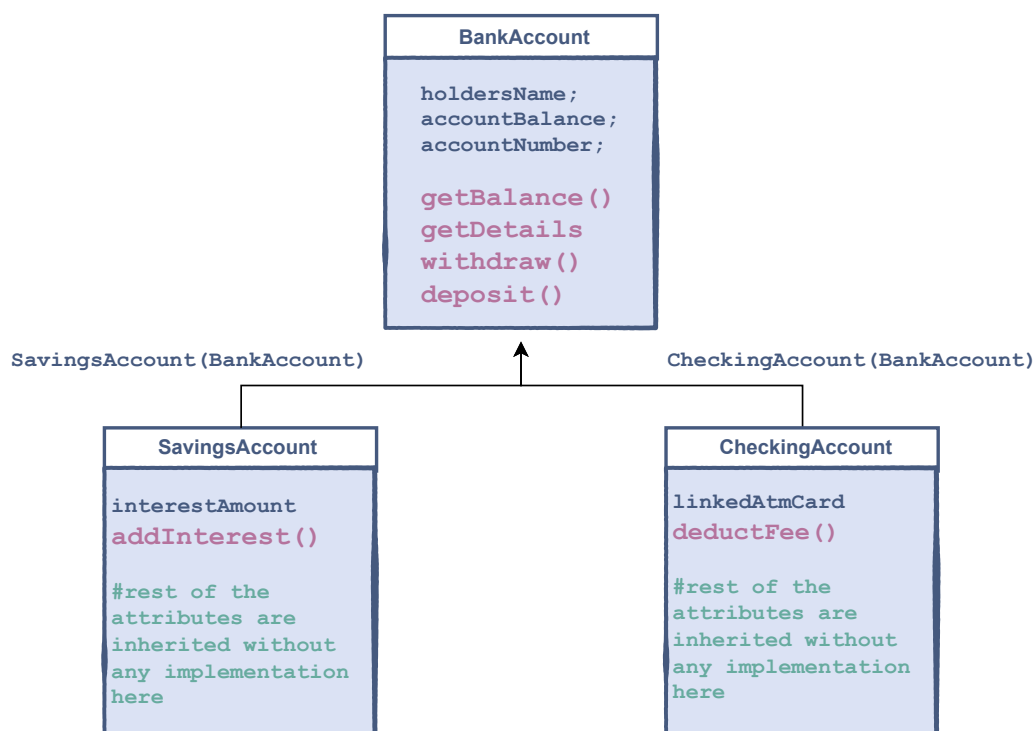 BankAccount
holdersName;
accountBalance;
accountNumber;
getBalance()
getDetails
withdraw()
deposit()
SavingsAccount(BankAccount)
CheckingAccount(BankAccount)
SavingsAccount
interestAmount
addInterest()
#rest of the
attributes are
inherited without
any implementation
here
CheckingAccount
linkedAtmCard
deductFee()
#rest of the
attributes are
inherited without
any implementation
here